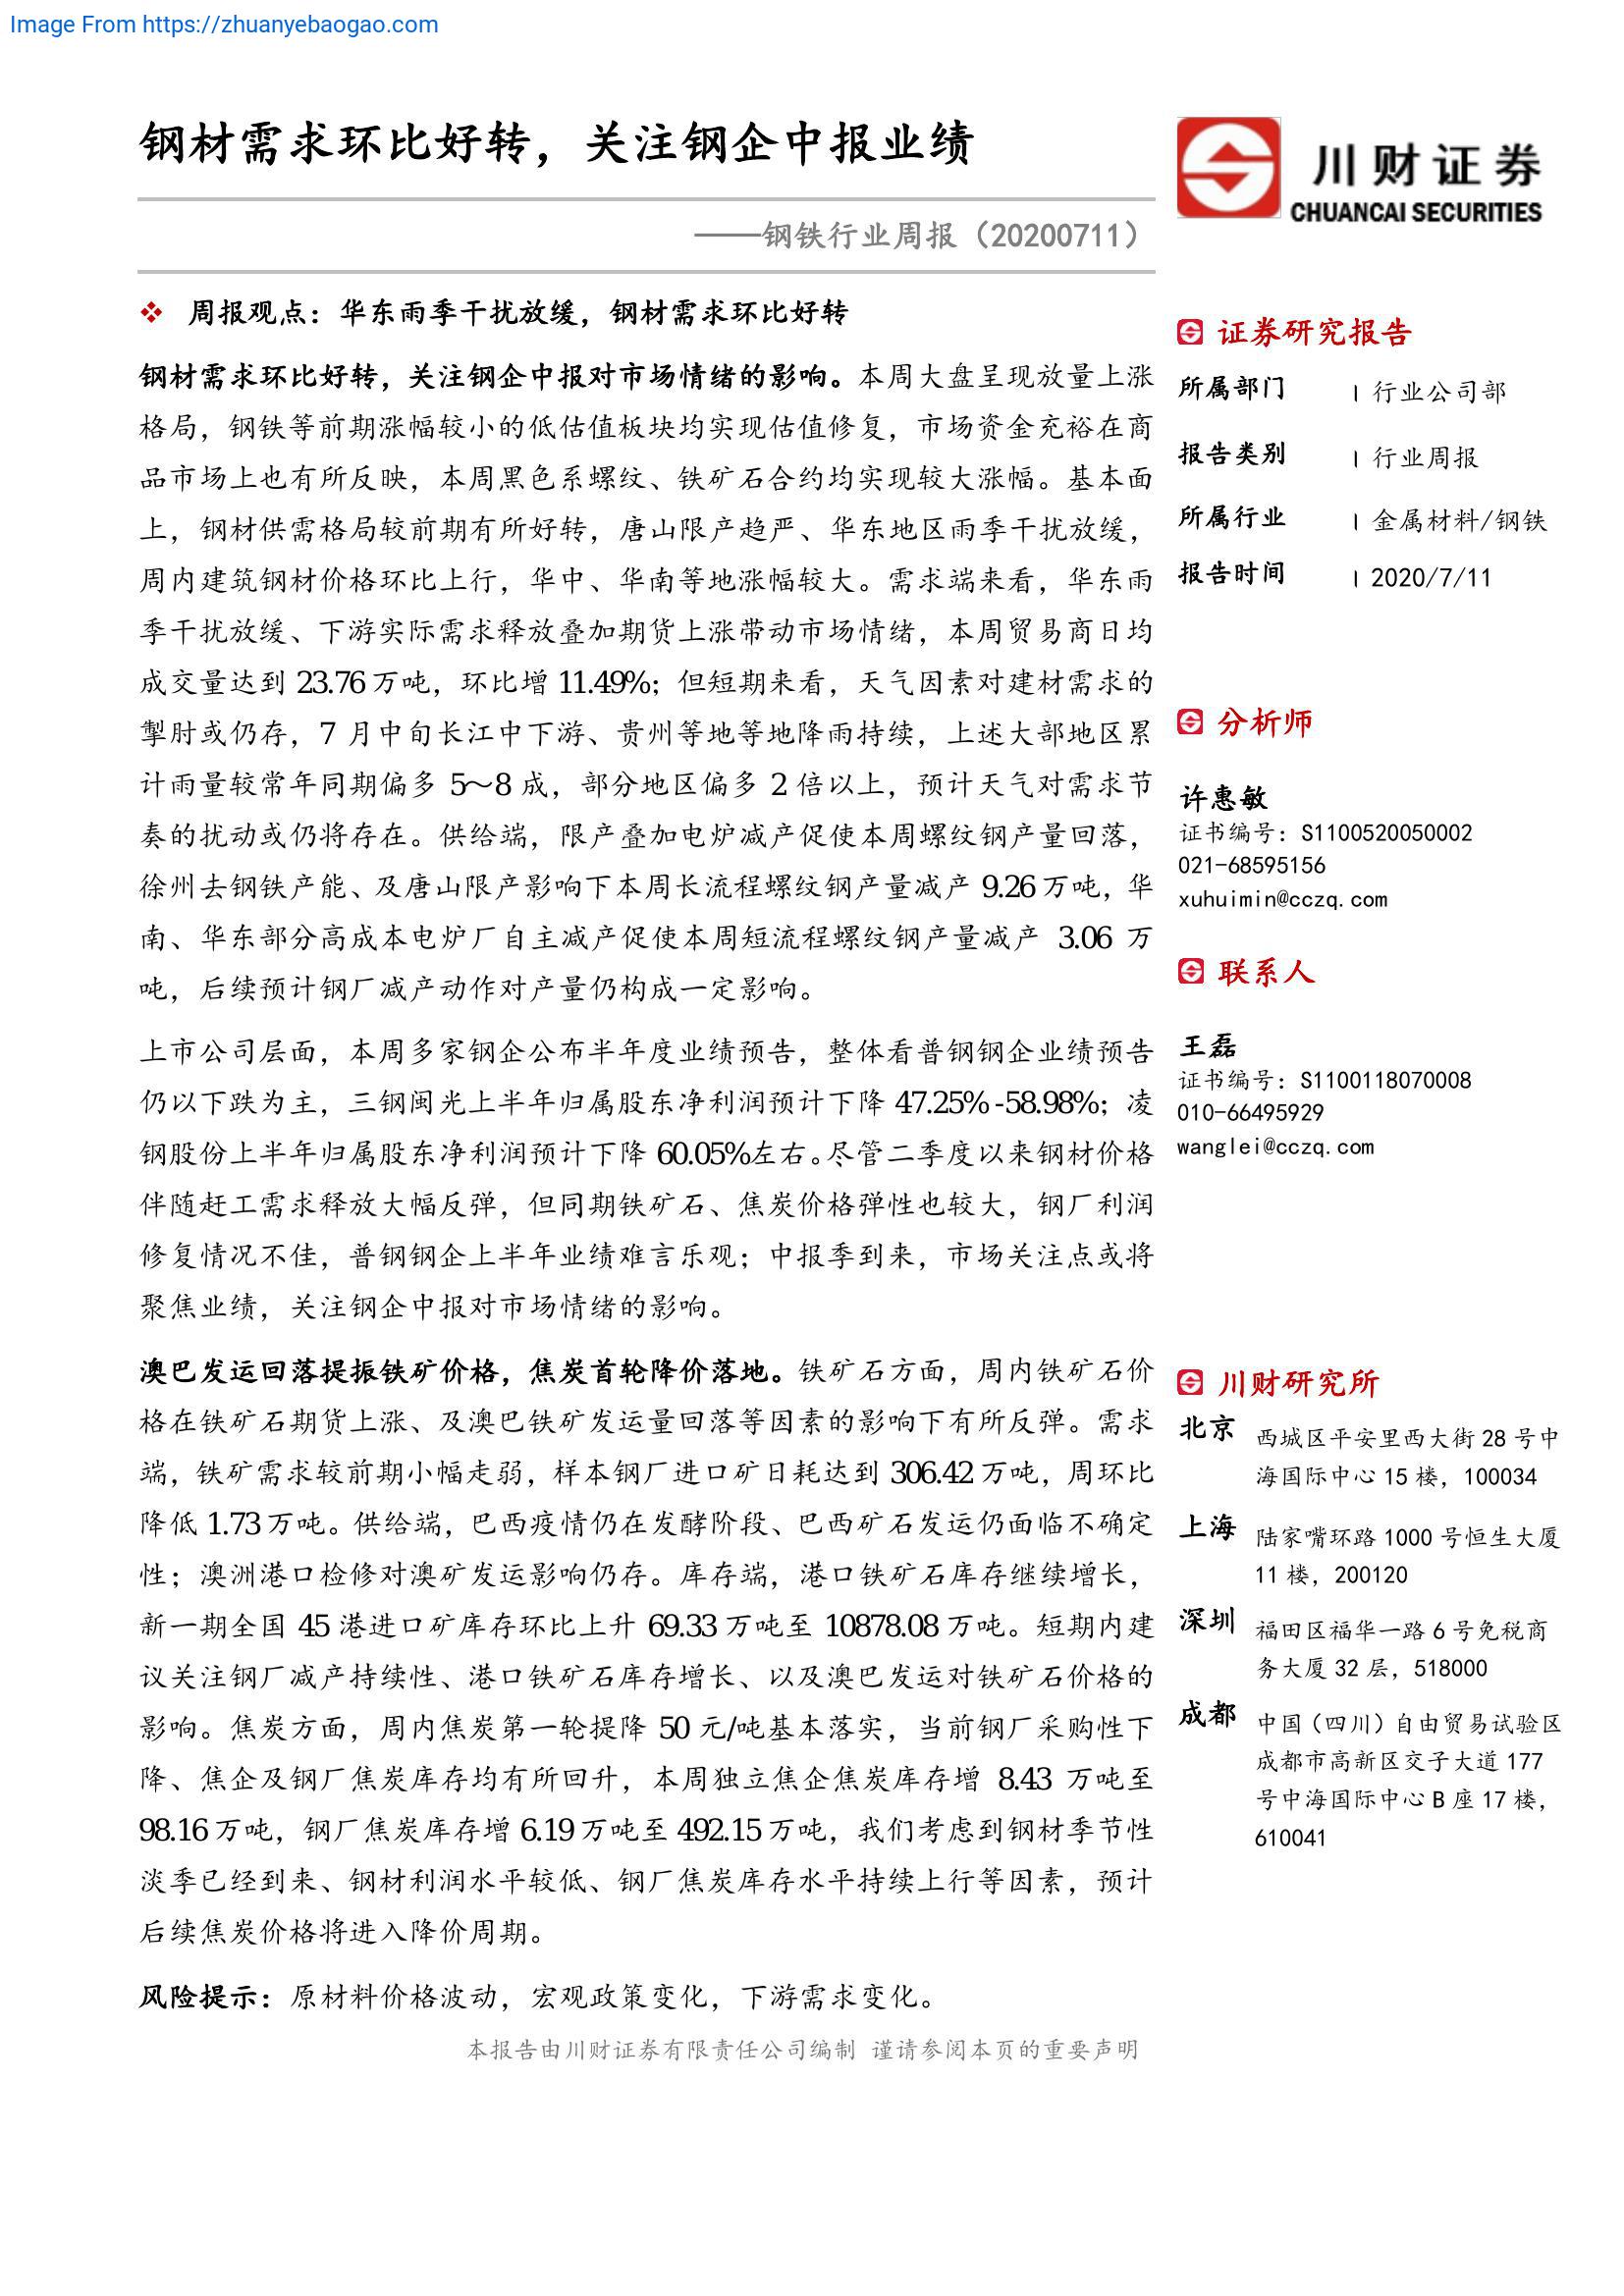 Image From https://zhuanyebaogao.com
钢材需求环比好转，关注钢企中报业绩
川财证券
CHUANCAI SECURITIES
——钢铁行业周报（20200711）
❖ 周报观点：华东雨季干扰放缓，钢材需求环比好转
钢材需求环比好转，关注钢企中报对市场情绪的影响。本周大盘呈现放量上涨
格局，钢铁等前期涨幅较小的低估值板块均实现估值修复，市场资金充裕在商
品市场上也有所反映，本周黑色系螺纹、铁矿石合约均实现较大涨幅。基本面
上，钢材供需格局较前期有所好转，唐山限产趋严、华东地区雨季干扰放缓，
周内建筑钢材价格环比上行，华中、华南等地涨幅较大。需求端来看，华东雨
季干扰放缓、下游实际需求释放叠加期货上涨带动市场情绪，本周贸易商日均
成交量达到 23.76 万吨，环比增 11.49%；但短期来看，天气因素对建材需求的
掣肘或仍存，7 月中旬长江中下游、贵州等地等地降雨持续，上述大部地区累
计雨量较常年同期偏多 5～8 成，部分地区偏多 2 倍以上，预计天气对需求节
奏的扰动或仍将存在。供给端，限产叠加电炉减产促使本周螺纹钢产量回落，
徐州去钢铁产能、及唐山限产影响下本周长流程螺纹钢产量减产 9.26 万吨，华
南、华东部分高成本电炉厂自主减产促使本周短流程螺纹钢产量减产 3.06 万
吨，后续预计钢厂减产动作对产量仍构成一定影响。
上市公司层面，本周多家钢企公布半年度业绩预告，整体看普钢钢企业绩预告
仍以下跌为主，三钢闽光上半年归属股东净利润预计下降 47.25% -58.98%；凌
钢股份上半年归属股东净利润预计下降 60.05%左右。尽管二季度以来钢材价格
伴随赶工需求释放大幅反弹，但同期铁矿石、焦炭价格弹性也较大，钢厂利润
修复情况不佳，普钢钢企上半年业绩难言乐观；中报季到来，市场关注点或将
聚焦业绩，关注钢企中报对市场情绪的影响。
澳巴发运回落提振铁矿价格，焦炭首轮降价落地。铁矿石方面，周内铁矿石价
格在铁矿石期货上涨、及澳巴铁矿发运量回落等因素的影响下有所反弹。需求
端，铁矿需求较前期小幅走弱，样本钢厂进口矿日耗达到 306.42 万吨，周环比
降低 1.73 万吨。供给端，巴西疫情仍在发酵阶段、巴西矿石发运仍面临不确定
性；澳洲港口检修对澳矿发运影响仍存。库存端，港口铁矿石库存继续增长，
新一期全国 45 港进口矿库存环比上升 69.33 万吨至 10878.08 万吨。短期内建
议关注钢厂减产持续性、港口铁矿石库存增长、以及澳巴发运对铁矿石价格的
影响。焦炭方面，周内焦炭第一轮提降 50 元/吨基本落实，当前钢厂采购性下
降、焦企及钢厂焦炭库存均有所回升，本周独立焦企焦炭库存增 8.43 万吨至
98.16 万吨，钢厂焦炭库存增 6.19 万吨至 492.15 万吨，我们考虑到钢材季节性
淡季已经到来、钢材利润水平较低、钢厂焦炭库存水平持续上行等因素，预计
后续焦炭价格将进入降价周期。
风险提示：原材料价格波动，宏观政策变化，下游需求变化。
证券研究报告
所属部门 | 行业公司部
报告类别 | 行业周报
所属行业 | 金属材料/钢铁
报告时间 | 2020/7/11
分析师
许惠敏
证书编号：S1100520050002
021-68595156
xuhuimin@cczq.com
联系人
王磊
证书编号：S1100118070008
010-66495929
wanglei@cczq.com
川财研究所
北京 西城区平安里西大街 28 号中
海国际中心 15 楼，100034
上海 陆家嘴环路 1000 号恒生大厦
11 楼，200120
深圳 福田区福华一路 6 号免税商
务大厦 32 层，518000
成都 中国（四川）自由贸易试验区
成都市高新区交子大道 177
号中海国际中心 B 座 17 楼，
610041
本报告由川财证券有限责任公司编制 谨请参阅本页的重要声明